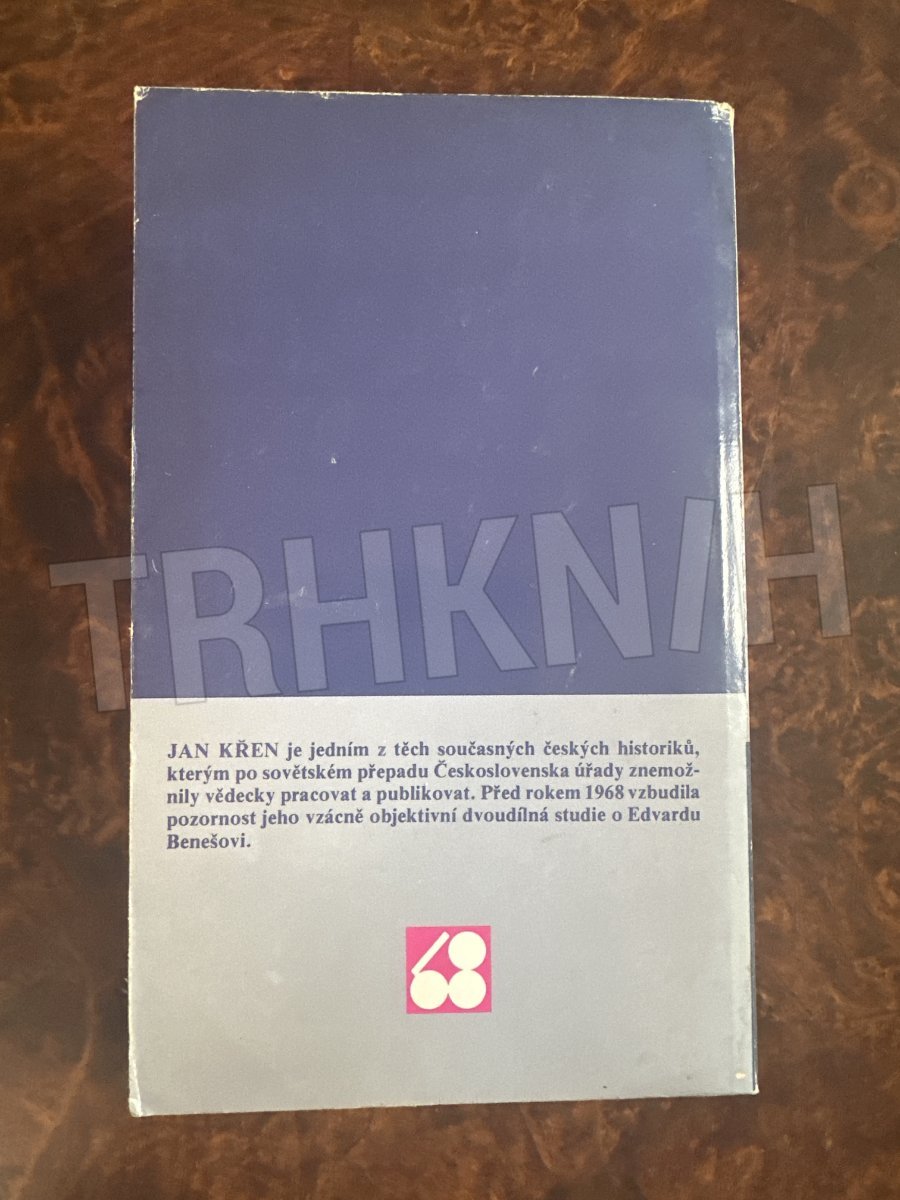 TRHKNIH
JAN KŘEN je jedním z těch současných českých historiků,
kterým po sovětském přepadu Československa úřady znemož-
nily vědecky pracovat a publikovat. Před rokem 1968 vzbudila
pozornost jeho vzácně objektivní dvoudílná studie o Edvardu
Benešovi.
68